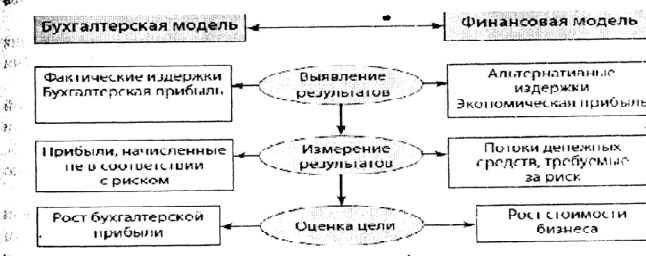 Бухгалтерская модель
Финансовая модель
Фактические издержки
Бухгалтерская прибыль
Выявление
результатов
Альтернативные
издержки
Экономическая прибыль
Прибыли, начисленные
не в соответствии
с риском
Измерение
результатов
Потоки денежных
средств, требуемые
за риск
Рост бухгалтерской
прибыли
Оценка цели
Рост стоимости
бизнеса